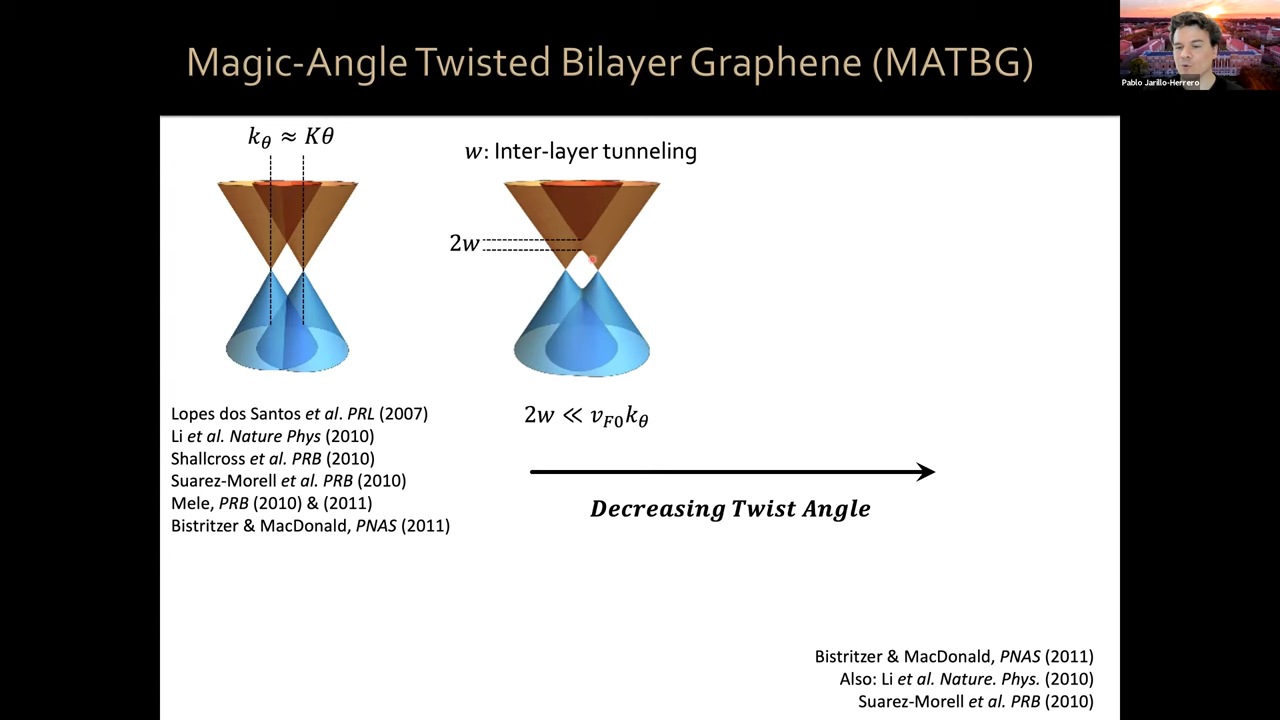 Magic-Angle Twisted Bilayer Graphene (MATBG)
Pablo Jarillo-Herrero
k_θ ≈ Kθ
w: Inter-layer tunneling
2w
Lopes dos Santos et al. PRL (2007)
Li et al. Nature Phys (2010)
Shallcross et al. PRB (2010)
Suarez-Morell et al. PRB (2010)
Mele, PRB (2010) & (2011)
Bistritzer & MacDonald, PNAS (2011)
2w ≪ v_F0 k_θ
Decreasing Twist Angle
Bistritzer & MacDonald, PNAS (2011)
Also: Li et al. Nature. Phys. (2010)
Suarez-Morell et al. PRB (2010)